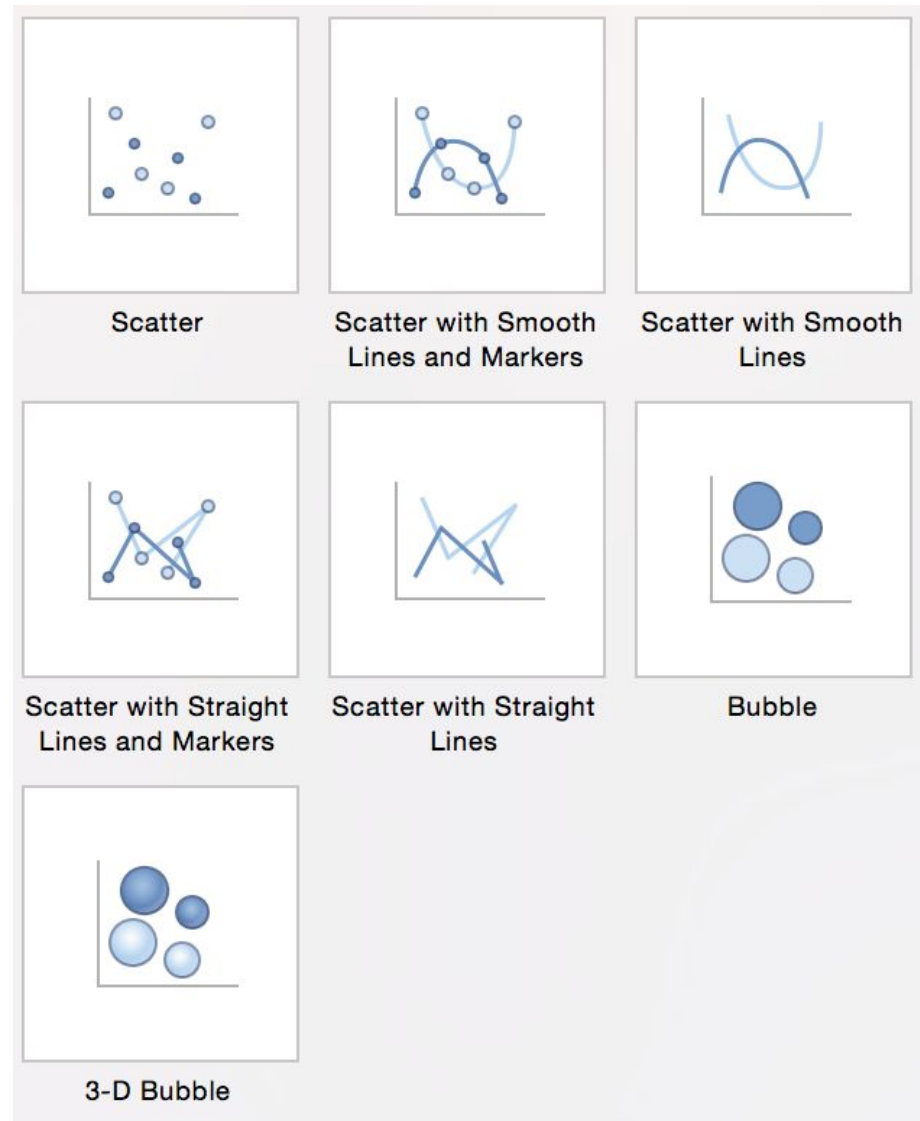 Scatter
Scatter with Smooth
Lines and Markers
Scatter with Smooth
Lines
Scatter with Straight
Lines and Markers
Scatter with Straight
Lines
Bubble
3-D Bubble